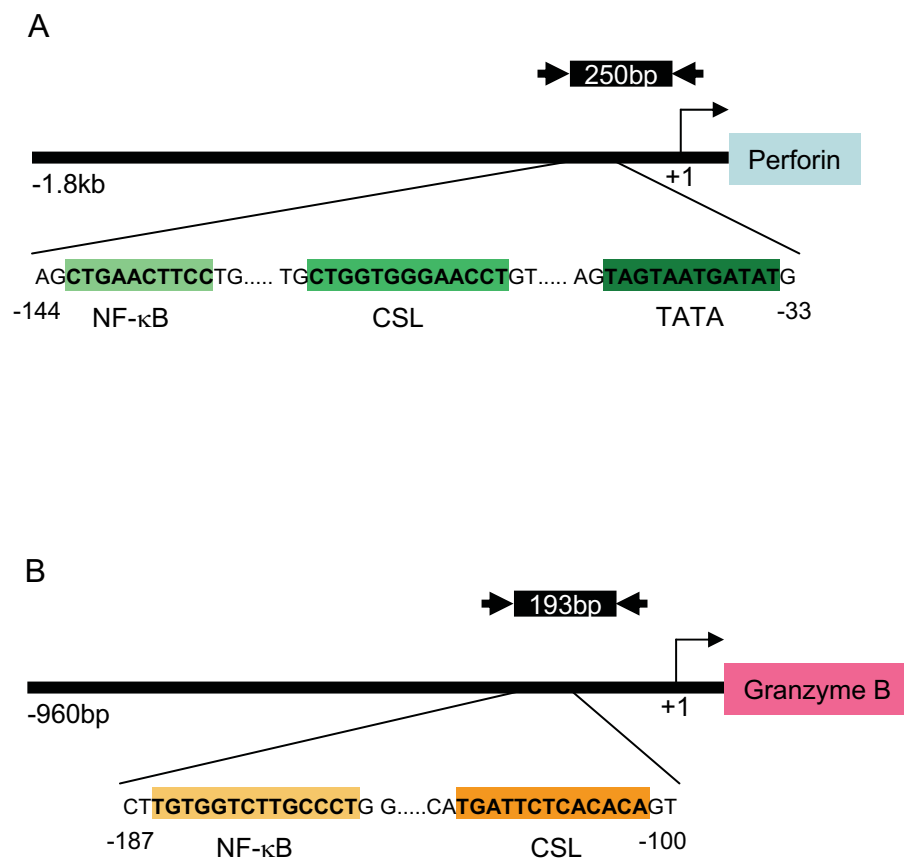 A
250bp
Perforin
-1.8kb
+1
AGCTGAACTTCCTG..... TGCTGGTGGGAACCTGT..... AGTAGTAATGATATG
-144 NF-κB CSL TATA -33
B
193bp
Granzyme B
-960bp
+1
CTTGTGGTCTTGCCCTG G.....CATGATTCTCACACAGT
-187 NF-κB CSL -100